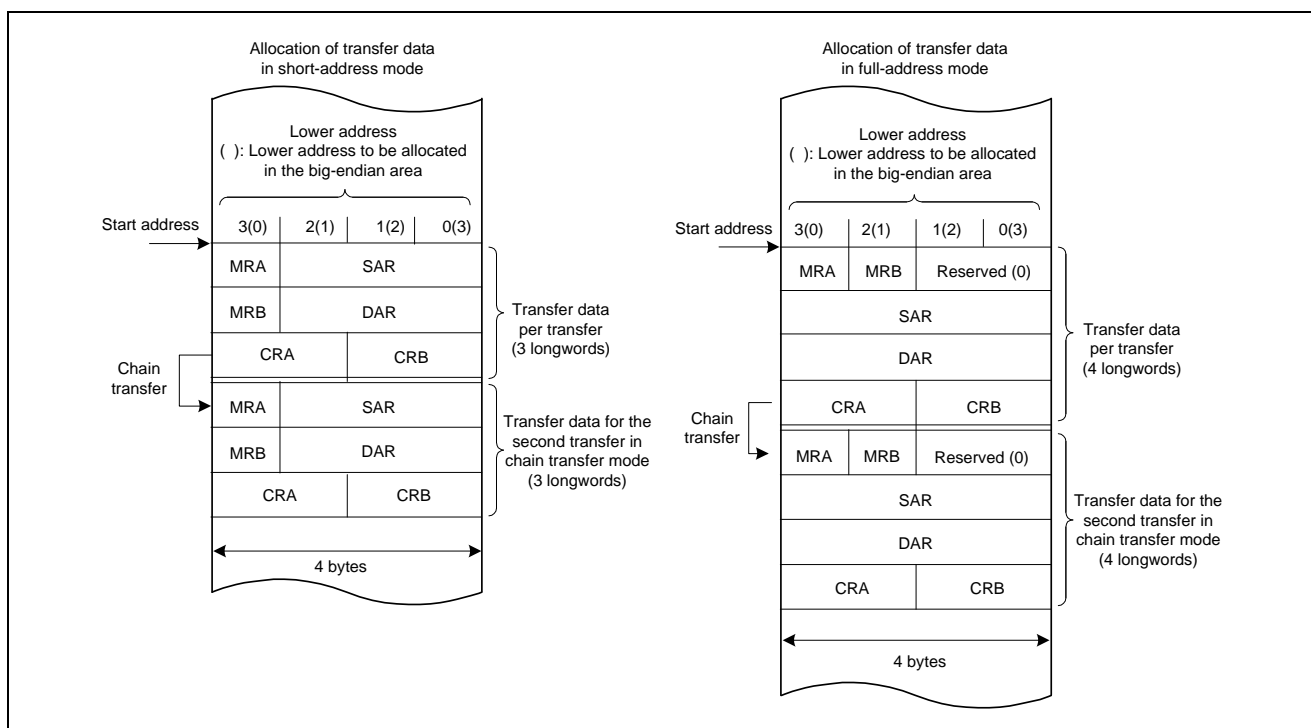 Allocation of transfer data
in short-address mode
Lower address
( ): Lower address to be allocated
in the big-endian area
Start address
3(0) 2(1) 1(2) 0(3)
MRA SAR
MRB DAR
CRA CRB
Transfer data
per transfer
(3 longwords)
Chain
transfer
MRA SAR
MRB DAR
CRA CRB
Transfer data for the
second transfer in
chain transfer mode
(3 longwords)
4 bytes
Allocation of transfer data
in full-address mode
Lower address
( ): Lower address to be allocated
in the big-endian area
Start address
3(0) 2(1) 1(2) 0(3)
MRA MRB Reserved (0)
SAR
DAR
CRA CRB
Transfer data
per transfer
(4 longwords)
Chain
transfer
MRA MRB Reserved (0)
SAR
DAR
CRA CRB
Transfer data for the
second transfer in
chain transfer mode
(4 longwords)
4 bytes